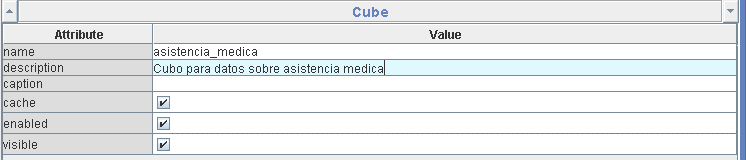 Cube
Attribute Value
name asistencia_medica
description Cubo para datos sobre asistencia medica
caption
cache
enabled
visible